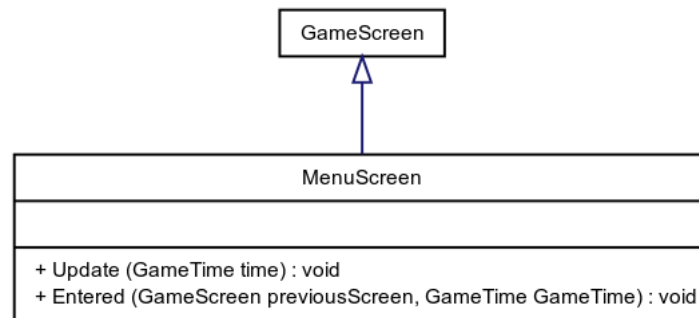 GameScreen
MenuScreen
+ Update (GameTime time) : void
+ Entered (GameScreen previousScreen, GameTime GameTime) : void